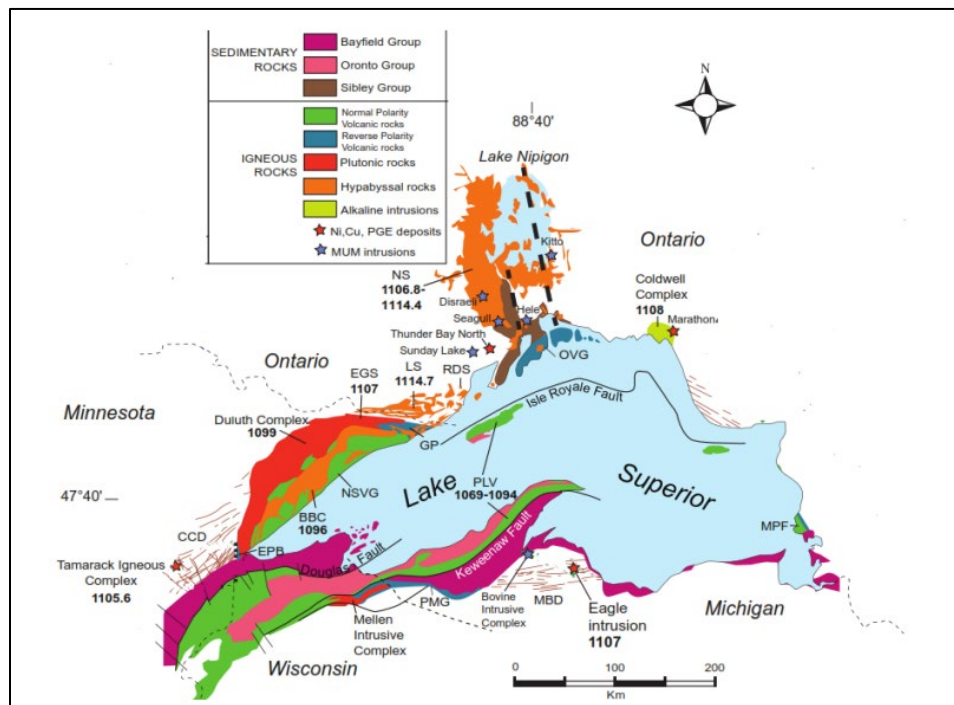 SEDIMENTARY
ROCKS
Bayfield Group
Oronto Group
Sibley Group
IGNEOUS
ROCKS
Normal Polarity
Volcanic rocks
Reverse Polarity
Volcanic rocks
Plutonic rocks
Hypabyssal rocks
Alkaline intrusions
Ni,Cu, PGE deposits
MUM intrusions
N
88°40'
Lake Nipigon
Kitto
Ontario
NS
1106.8-
1114.4
Disraeli
Seagull
Hele
Coldwell
Complex
1108
Marathon
Thunder Bay North
Sunday Lake
OVG
Ontario
EGS
1107
LS
1114.7
RDS
Isle Royale Fault
Minnesota
Duluth Complex
1099
GP
NSVG
PLV
1069-1094
Lake
Superior
47°40'
BBC
1096
MPF
CCD
EPB
Douglas Fault
Keweenaw Fault
Tamarack Igneous
Complex
1105.6
PMG
Bovine
Intrusive
Complex
MBD
Eagle
intrusion
1107
Michigan
Mellen
Intrusive
Complex
Wisconsin
0
100
200
Km